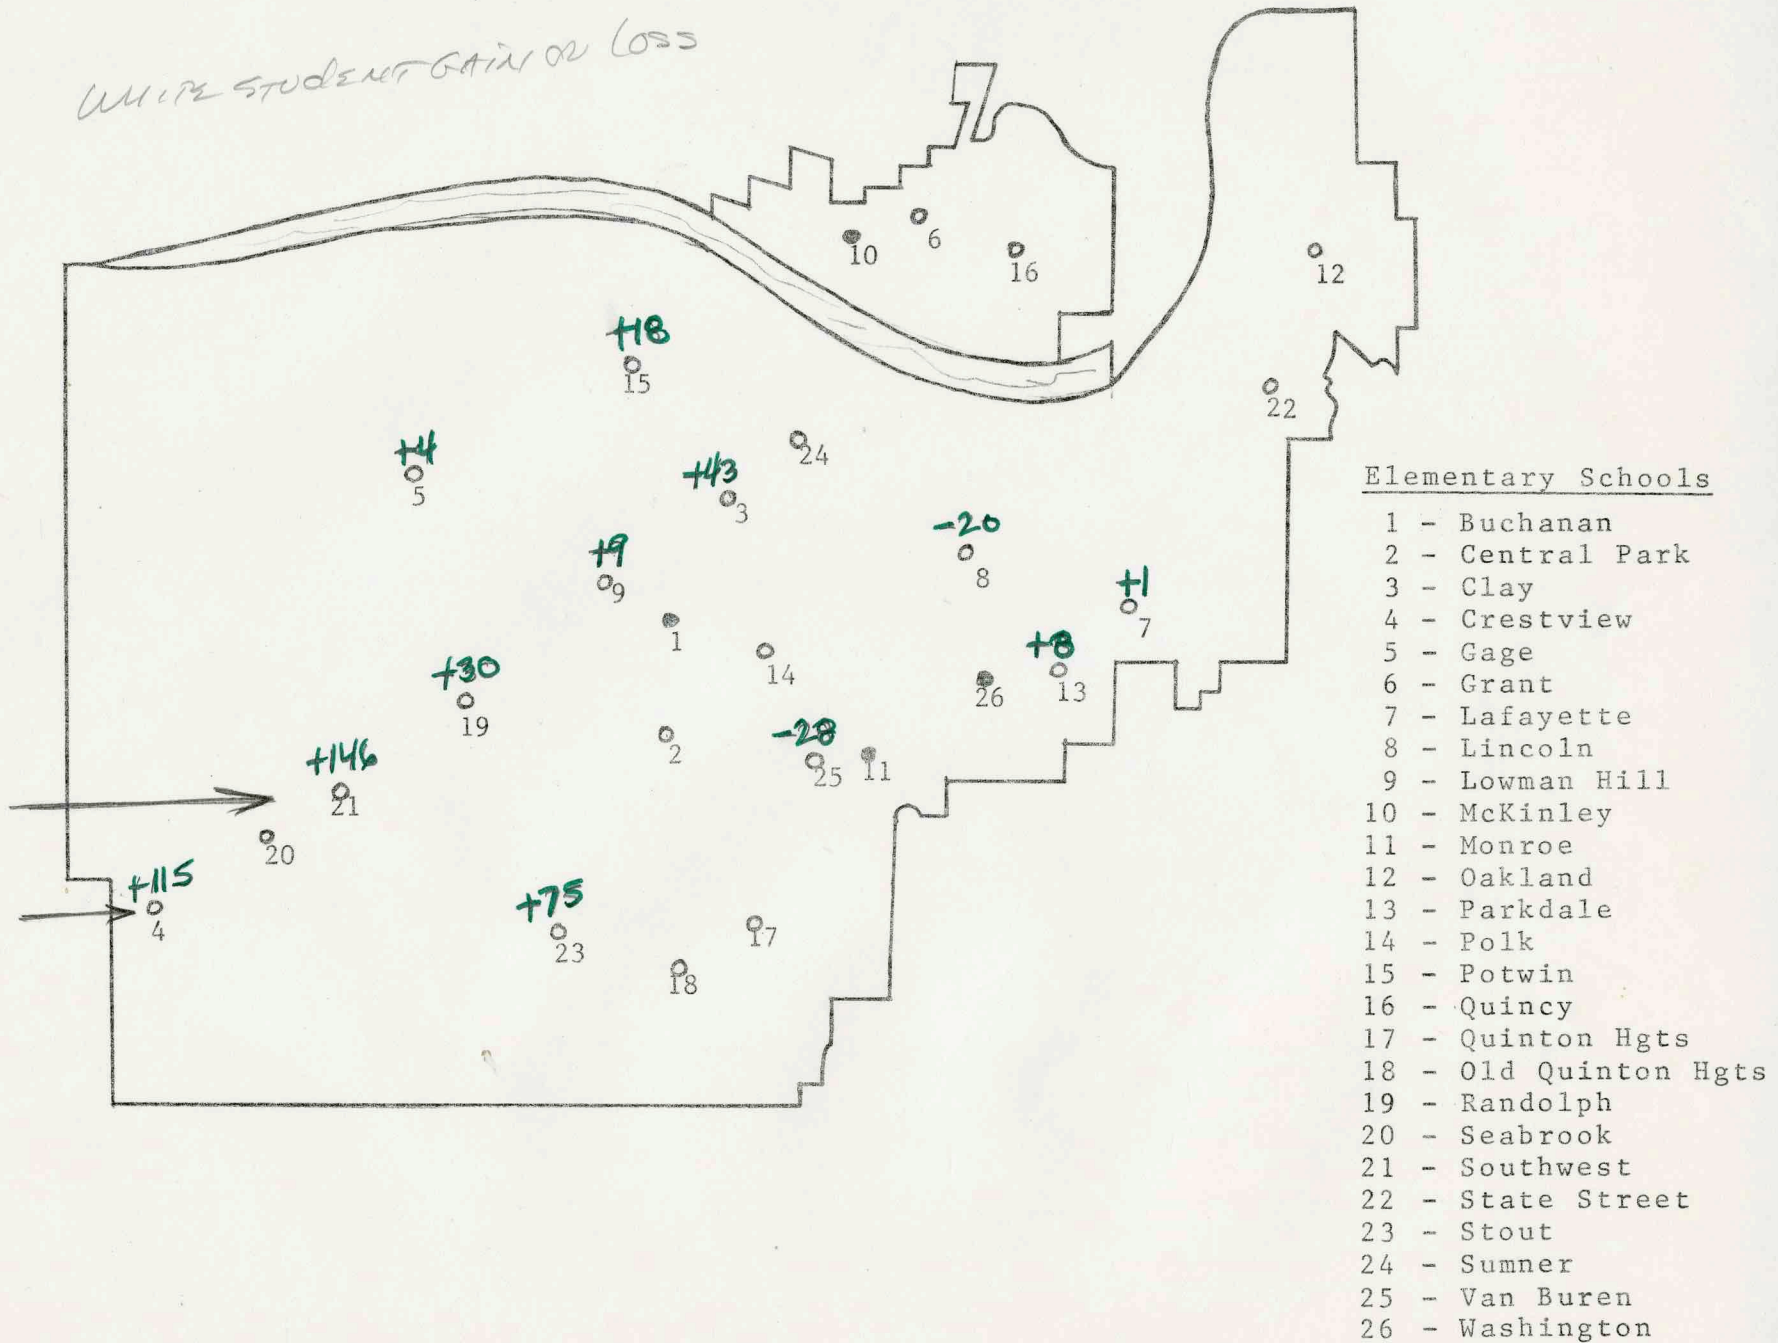 WHITE STUDENT GAIN OR LOSS
10
6
16
12
+18
15
22
24
+4
5
+43
3
-20
8
+9
9
+1
7
1
14
+8
13
26
+30
19
2
-28
25
11
+146
21
20
+115
4
+75
23
17
18
Elementary Schools
1 - Buchanan
2 - Central Park
3 - Clay
4 - Crestview
5 - Gage
6 - Grant
7 - Lafayette
8 - Lincoln
9 - Lowman Hill
10 - McKinley
11 - Monroe
12 - Oakland
13 - Parkdale
14 - Polk
15 - Potwin
16 - Quincy
17 - Quinton Hgts
18 - Old Quinton Hgts
19 - Randolph
20 - Seabrook
21 - Southwest
22 - State Street
23 - Stout
24 - Sumner
25 - Van Buren
26 - Washington